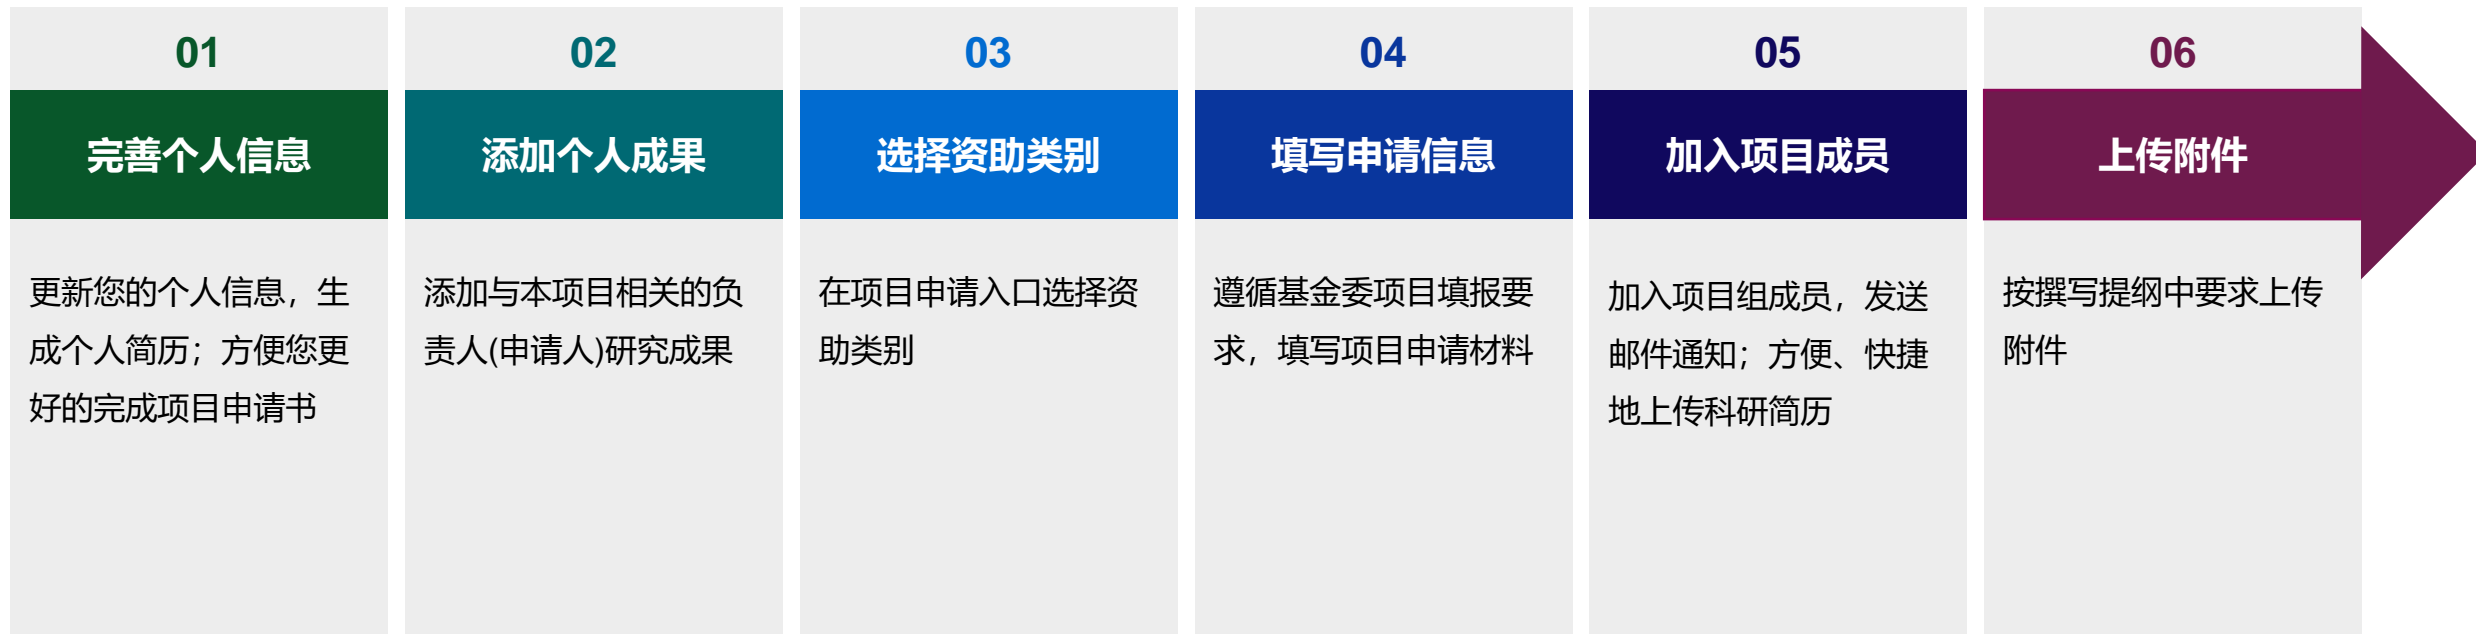 01
完善个人信息
更新您的个人信息，生
成个人简历；方便您更
好的完成项目申请书
02
添加个人成果
添加与本项目相关的负
责人(申请人)研究成果
03
选择资助类别
在项目申请入口选择资
助类别
04
填写申请信息
遵循基金委项目填报要
求，填写项目申请材料
05
加入项目成员
加入项目组成员，发送
邮件通知；方便、快捷
地上传科研简历
06
上传附件
按撰写提纲中要求上传
附件